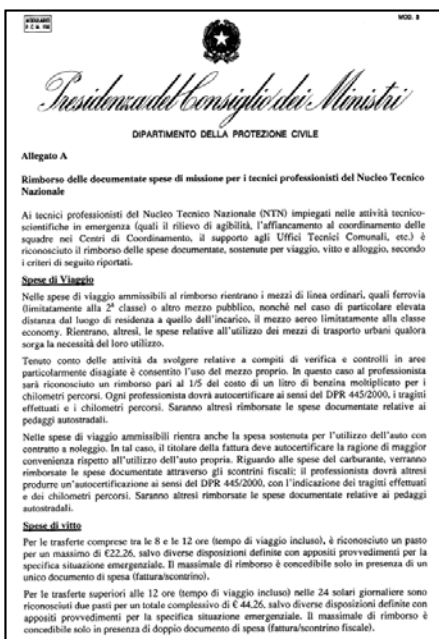 MODULARIO
P. C. M. 198
MOD. 3
Presidenza del Consiglio dei Ministri
DIPARTIMENTO DELLA PROTEZIONE CIVILE
Allegato A
Rimborso delle documentate spese di missione per i tecnici professionisti del Nucleo Tecnico
Nazionale
Ai tecnici professionisti del Nucleo Tecnico Nazionale (NTN) impiegati nelle attività tecnico-
scientifiche in emergenza (quali il rilievo di agibilità, l'affiancamento al coordinamento delle
squadre nei Centri di Coordinamento, il supporto agli Uffici Tecnici Comunali, etc.) è
riconosciuto il rimborso delle spese documentate, sostenute per viaggio, vitto e alloggio, secondo
i criteri di seguito riportati.
Spese di Viaggio
Nelle spese di viaggio ammissibili al rimborso rientrano i mezzi di linea ordinari, quali ferrovia
(limitatamente alla 2ª classe) o altro mezzo pubblico, nonché nel caso di particolare elevata
distanza dal luogo di residenza a quello dell'incarico, il mezzo aereo limitatamente alla classe
economy. Rientrano, altresì, le spese relative all'utilizzo dei mezzi di trasporto urbani qualora
sorga la necessità del loro utilizzo.
Tenuto conto delle attività da svolgere relative a compiti di verifica e controlli in aree
particolarmente disagiate è consentito l'uso del mezzo proprio. In questo caso al professionista
sarà riconosciuto un rimborso pari al 1/5 del costo di un litro di benzina moltiplicato per i
chilometri percorsi. Ogni professionista dovrà autocertificare ai sensi del DPR 445/2000, i tragitti
effettuati e i chilometri percorsi. Saranno altresì rimborsate le spese documentate relative ai
pedaggi autostradali.
Nelle spese di viaggio ammissibili rientra anche la spesa sostenuta per l'utilizzo dell'auto con
contratto a noleggio. In tal caso, il titolare della fattura deve autocertificare la ragione di maggior
convenienza rispetto all'utilizzo dell'auto propria. Riguardo alle spese del carburante, verranno
rimborsate le spese documentate attraverso gli scontrini fiscali; il professionista dovrà altresì
produrre un'autocertificazione ai sensi del DPR 445/2000, con l'indicazione dei tragitti effettuati
e dei chilometri percorsi. Saranno altresì rimborsate le spese documentate relative ai pedaggi
autostradali.
Spese di vitto
Per le trasferte comprese tra le 8 e le 12 ore (tempo di viaggio incluso), è riconosciuto un pasto
per un massimo di €22,26, salvo diverse disposizioni definite con appositi provvedimenti per la
specifica situazione emergenziale. Il massimale di rimborso è concedibile solo in presenza di un
unico documento di spesa (fattura/scontrino).
Per le trasferte superiori alle 12 ore (tempo di viaggio incluso) nelle 24 solari giornaliere sono
riconosciuti due pasti per un totale complessivo di € 44,26, salvo diverse disposizioni definite con
appositi provvedimenti per la specifica situazione emergenziale. Il massimale di rimborso è
concedibile solo in presenza di doppio documento di spesa (fattura/scontrino fiscale).